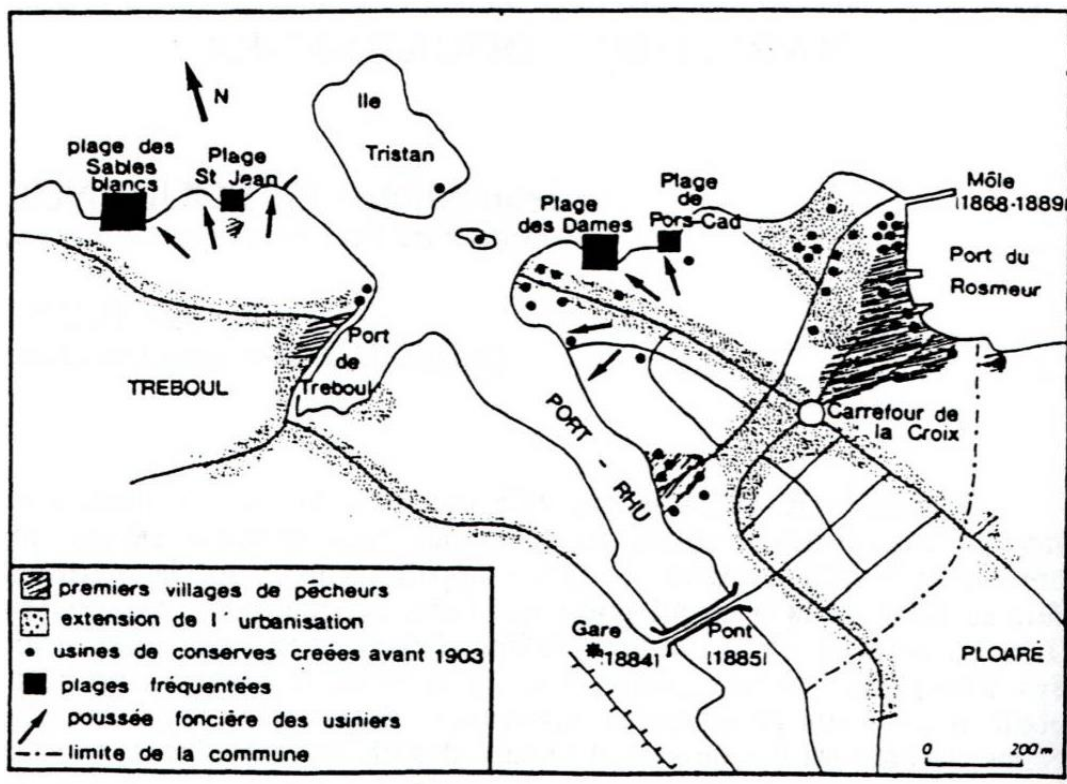 N
Ile
Tristan
plage des
Sables
blancs
Plage
St Jean
Plage
des Dames
Plage
de
Pors-Cad
Môle
(1868-1889)
Port du
Rosmeur
Port
de
Treboul
TREBOUL
PORT - RHU
Carrefour de
la Croix
Gare
(1884)
Pont
(1885)
PLOARÉ
premiers villages de pêcheurs
extension de l'urbanisation
usines de conserves creées avant 1903
plages fréquentées
poussée foncière des usiniers
limite de la commune
0 200 m